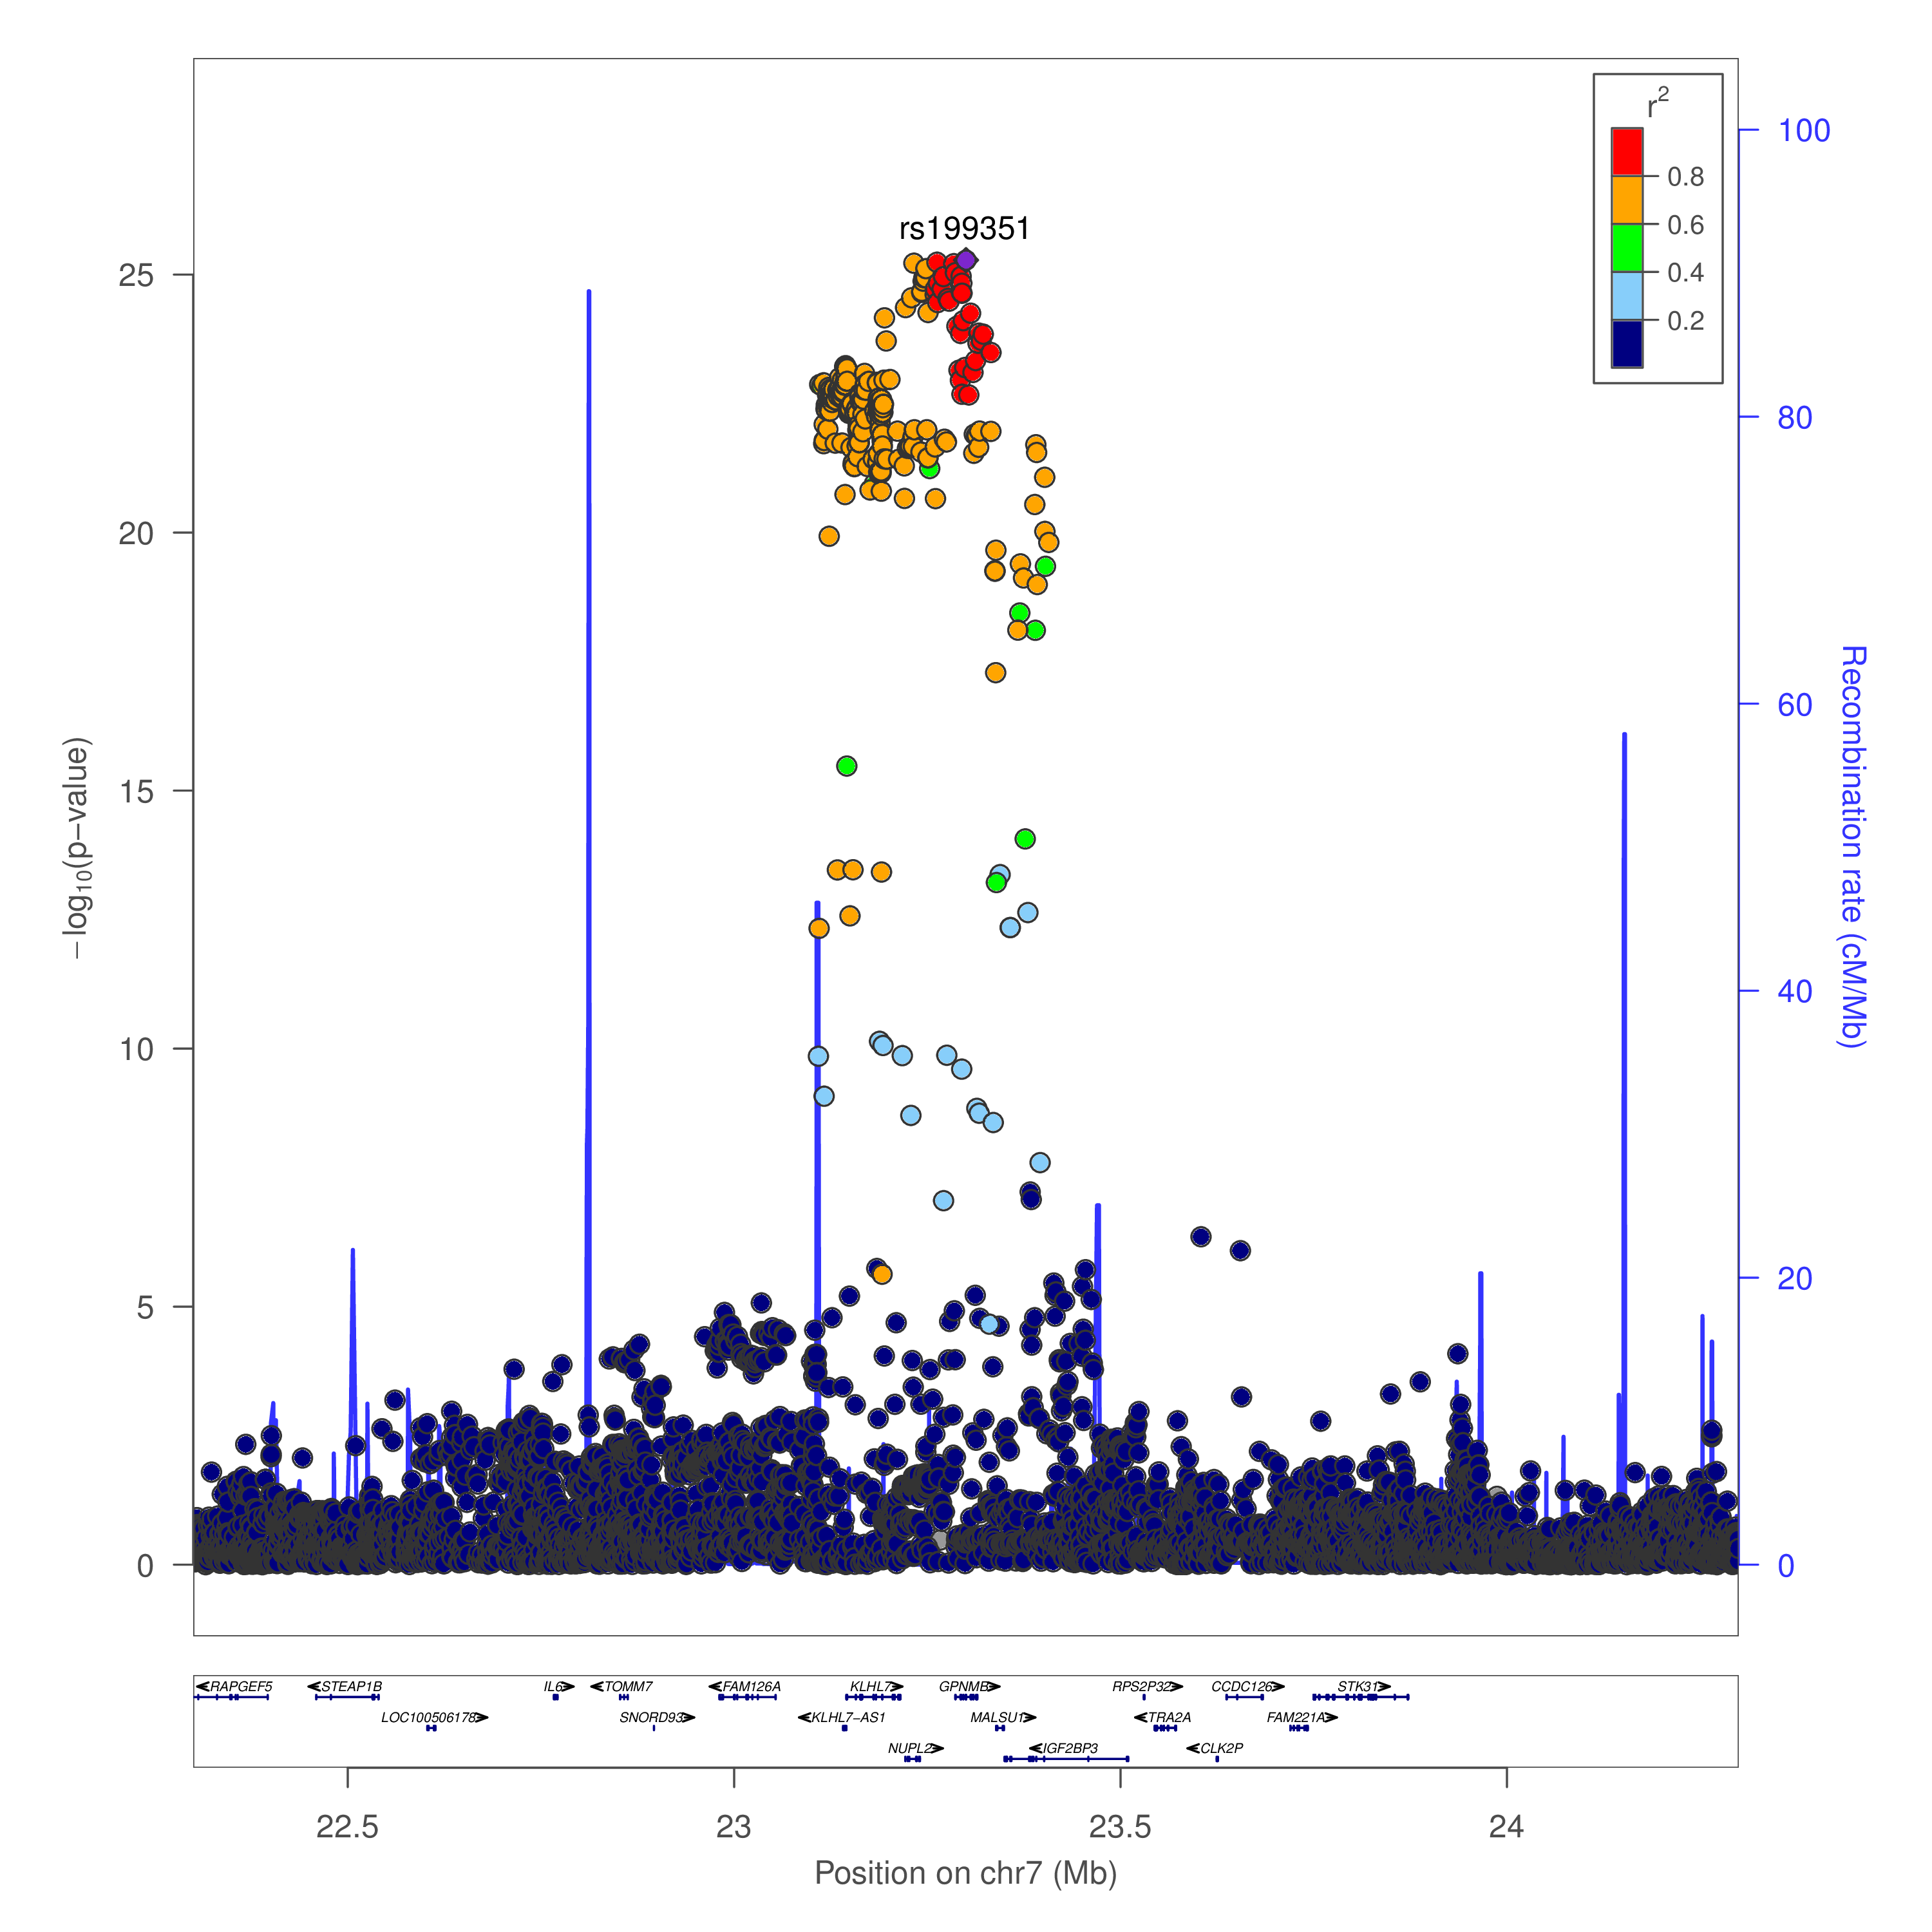 rs199351
r2
0.8
0.6
0.4
0.2
25
20
15
10
5
0
−log10(p−value)
100
80
60
40
20
0
Recombination rate (cM/Mb)
RAPGEF5 STEAP1B IL6 TOMM7 FAM126A KLHL7 GPNMB RPS2P32 CCDC126 STK31
LOC100506178 SNORD93 KLHL7−AS1 MALSU1 TRA2A FAM221A
NUPL2 IGF2BP3 CLK2P
22.5 23 23.5 24
Position on chr7 (Mb)